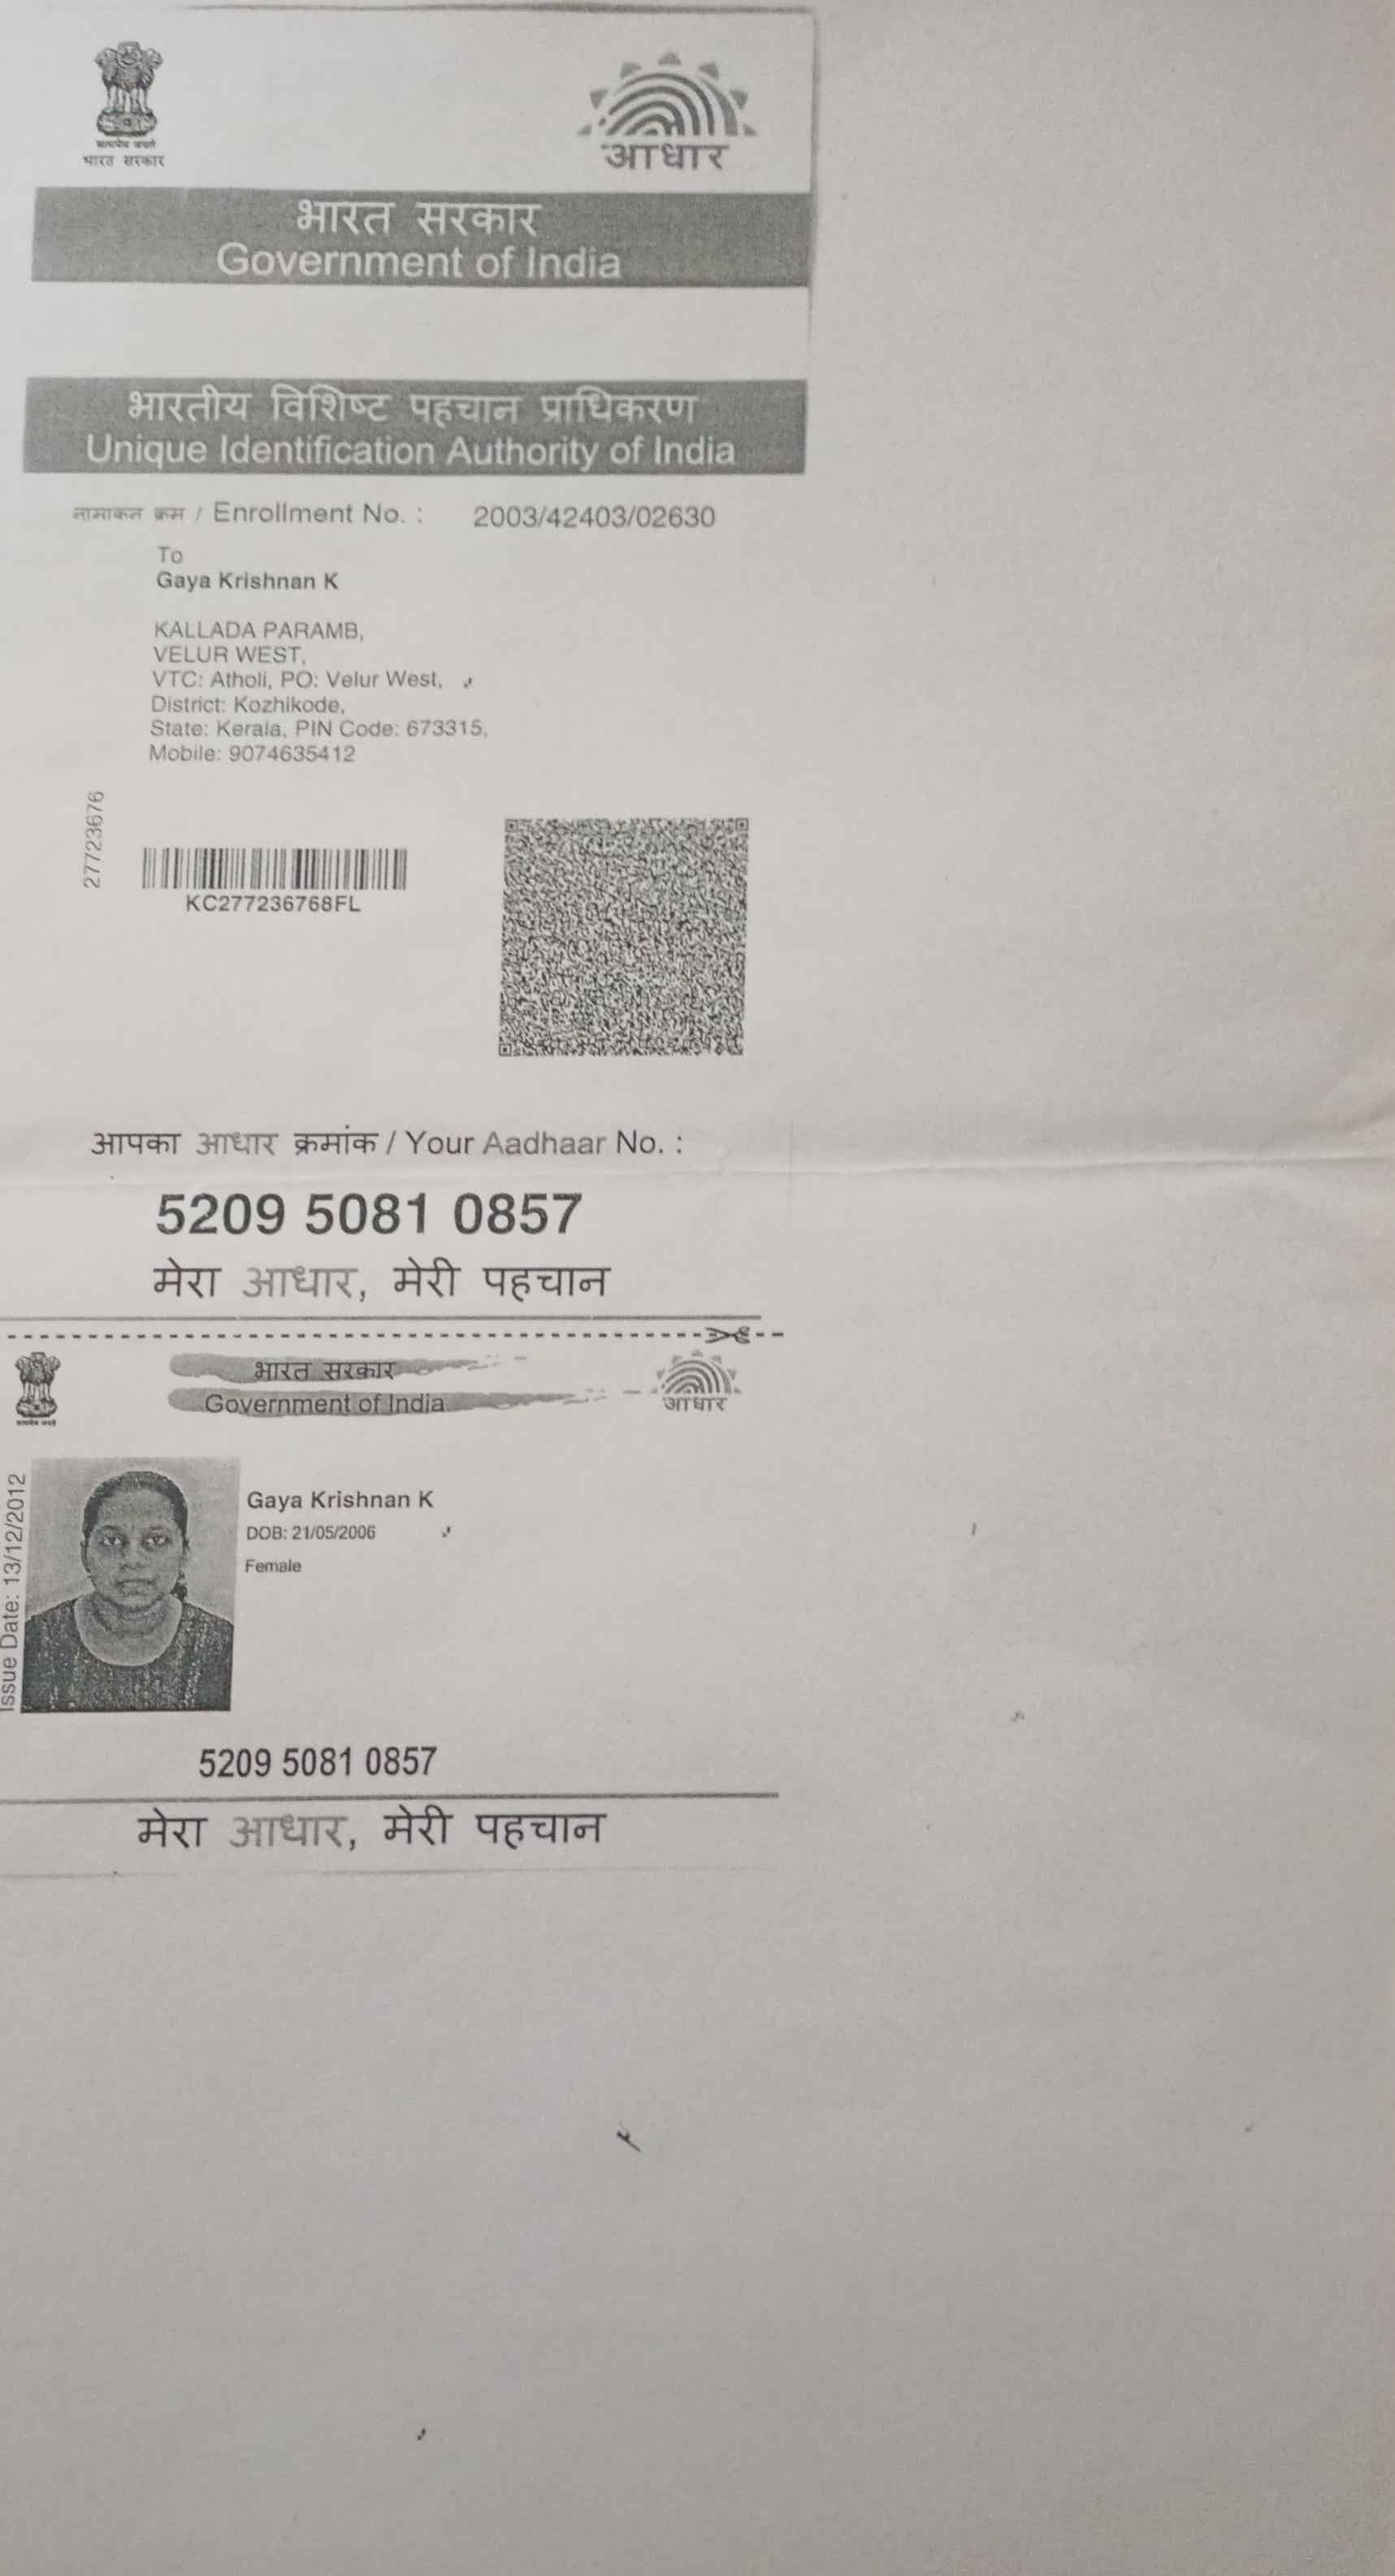 सत्यमेव जयते
भारत सरकार
आधार
भारत सरकार
Government of India
भारतीय विशिष्ट पहचान प्राधिकरण
Unique Identification Authority of India
नामांकन क्रम / Enrollment No. : 2003/42403/02630
To
Gaya Krishnan K
KALLADA PARAMB,
VELUR WEST,
VTC: Atholi, PO: Velur West,
District: Kozhikode,
State: Kerala, PIN Code: 673315,
Mobile: 9074635412
27723676
KC277236768FL
आपका आधार क्रमांक / Your Aadhaar No. :
5209 5081 0857
मेरा आधार, मेरी पहचान
भारत सरकार
Government of India
आधार
Issue Date: 13/12/2012
Gaya Krishnan K
DOB: 21/05/2006
Female
5209 5081 0857
मेरा आधार, मेरी पहचान